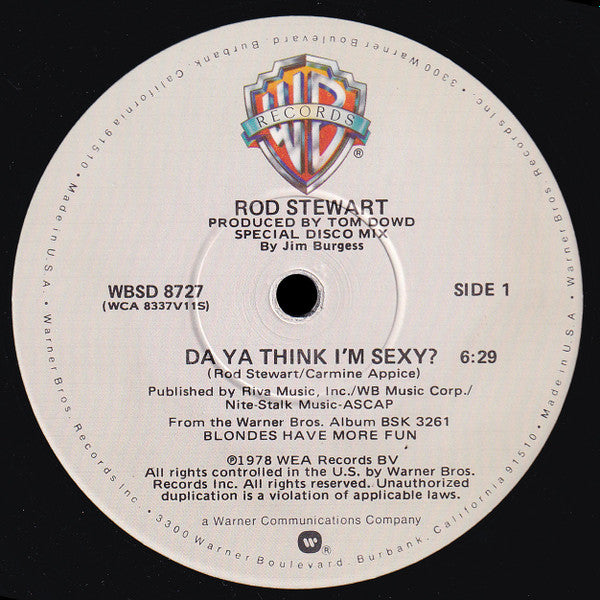 WB
RECORDS
®
ROD STEWART
PRODUCED BY TOM DOWD
SPECIAL DISCO MIX
By Jim Burgess
WBSD 8727
(WCA 8337V11S)
SIDE 1
DA YA THINK I'M SEXY? 6:29
(Rod Stewart/Carmine Appice)
Published by Riva Music, Inc./WB Music Corp./
Nite-Stalk Music-ASCAP
From the Warner Bros. Album BSK 3261
BLONDES HAVE MORE FUN
℗1978 WEA Records BV
All rights controlled in the U.S. by Warner Bros.
Records Inc. All rights reserved. Unauthorized
duplication is a violation of applicable laws.
a Warner Communications Company
®
Made in U.S.A. • Warner Bros. Records Inc. • 3300 Warner Boulevard, Burbank, California 91510 • Made in U.S.A. • Warner Bros. Records Inc. • 3300 Warner Boulevard, Burbank, California 91510 •